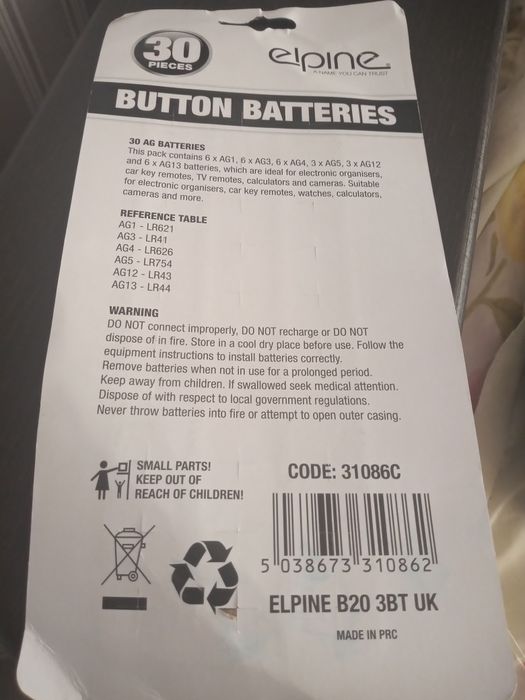 30
PIECES
elpine
A NAME YOU CAN TRUST
BUTTON BATTERIES
30 AG BATTERIES
This pack contains 6 x AG1, 6 x AG3, 6 x AG4, 3 x AG5, 3 x AG12
and 6 x AG13 batteries, which are ideal for electronic organisers,
car key remotes, TV remotes, calculators and cameras. Suitable
for electronic organisers, car key remotes, watches, calculators,
cameras and more.
REFERENCE TABLE
AG1 - LR621
AG3 - LR41
AG4 - LR626
AG5 - LR754
AG12 - LR43
AG13 - LR44
WARNING
DO NOT connect improperly, DO NOT recharge or DO NOT
dispose of in fire. Store in a cool dry place before use. Follow the
equipment instructions to install batteries correctly.
Remove batteries when not in use for a prolonged period.
Keep away from children. If swallowed seek medical attention.
Dispose of with respect to local government regulations.
Never throw batteries into fire or attempt to open outer casing.
SMALL PARTS!
KEEP OUT OF
REACH OF CHILDREN!
CODE: 31086C
5 038673 310862
ELPINE B20 3BT UK
MADE IN PRC